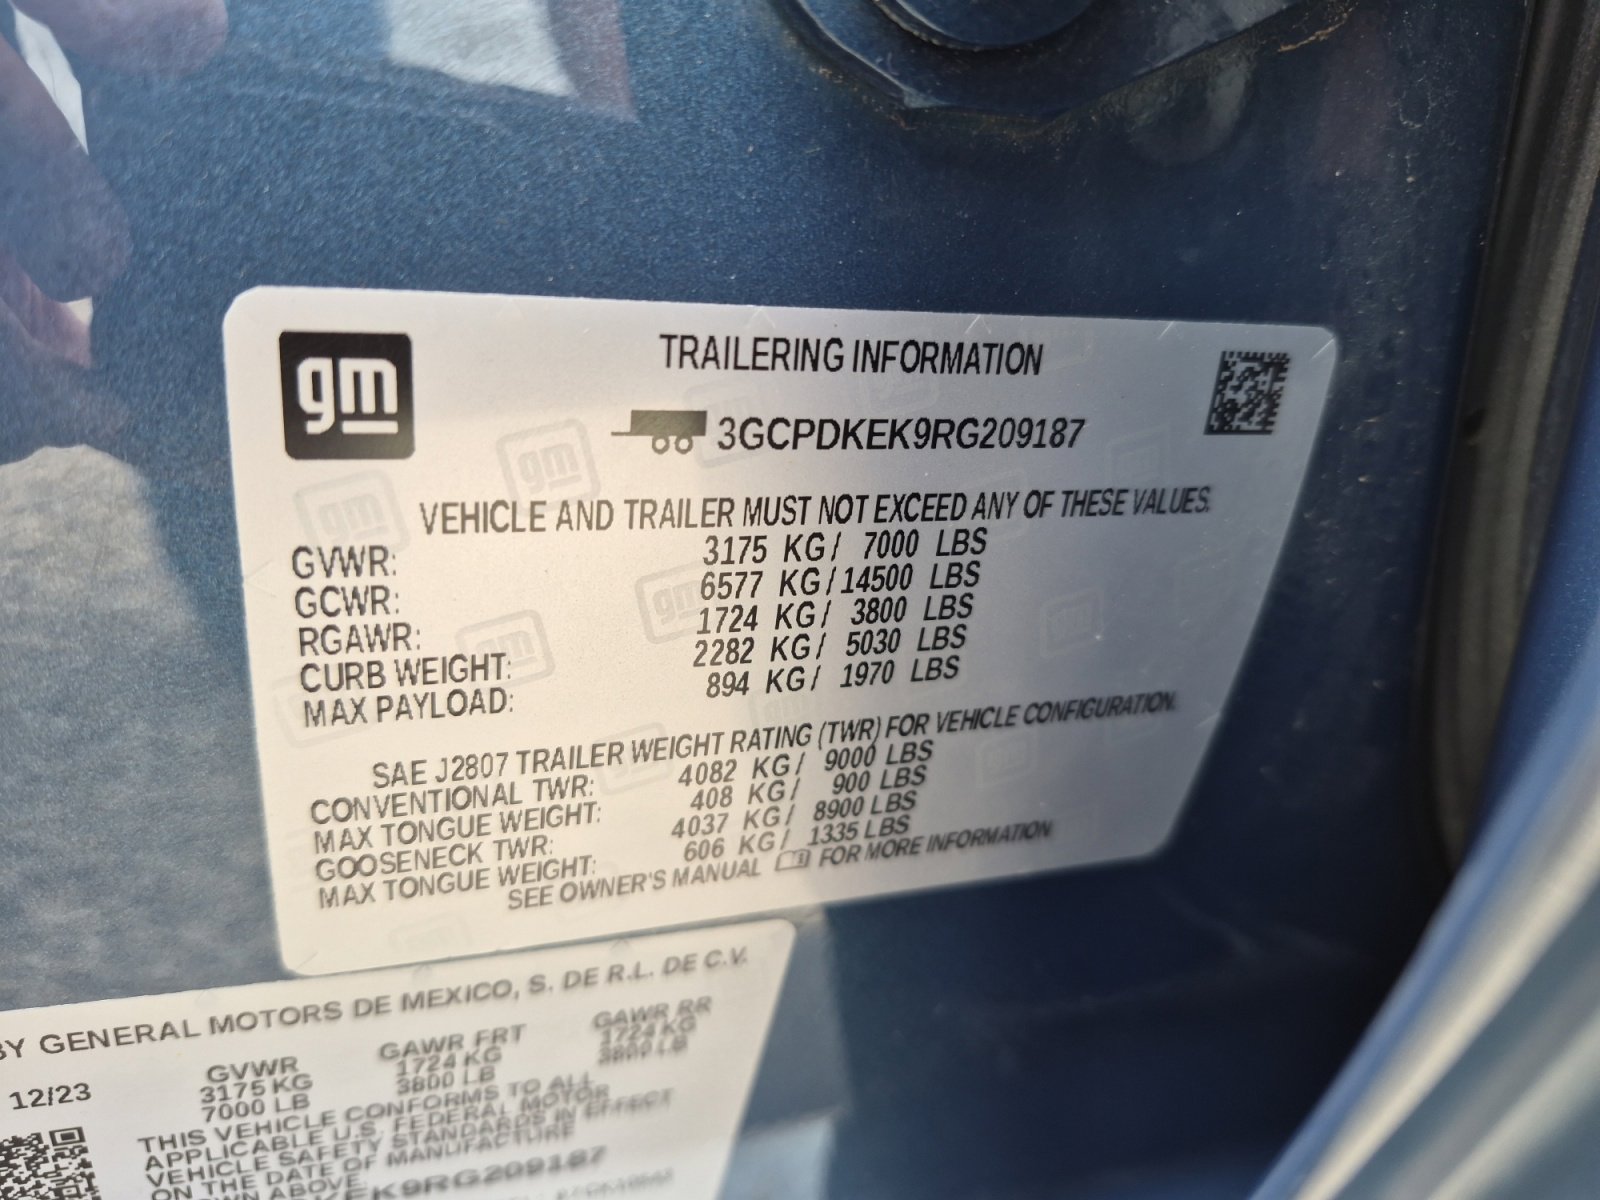 gm
TRAILERING INFORMATION
3GCPDKEK9RG209187
VEHICLE AND TRAILER MUST NOT EXCEED ANY OF THESE VALUES.
GVWR: 3175 KG/ 7000 LBS
GCWR: 6577 KG/14500 LBS
RGAWR: 1724 KG/ 3800 LBS
CURB WEIGHT: 2282 KG/ 5030 LBS
MAX PAYLOAD: 894 KG/ 1970 LBS
SAE J2807 TRAILER WEIGHT RATING (TWR) FOR VEHICLE CONFIGURATION.
CONVENTIONAL TWR: 4082 KG/ 9000 LBS
MAX TONGUE WEIGHT: 408 KG/ 900 LBS
GOOSENECK TWR: 4037 KG/ 8900 LBS
MAX TONGUE WEIGHT: 606 KG/ 1335 LBS
SEE OWNER'S MANUAL FOR MORE INFORMATION
BY GENERAL MOTORS DE MEXICO, S. DE R.L. DE C.V.
12/23 GVWR GAWR FRT GAWR RR
3175 KG 1724 KG 1724 KG
7000 LB 3800 LB 3800 LB
THIS VEHICLE CONFORMS TO ALL
APPLICABLE U.S. FEDERAL MOTOR
VEHICLE SAFETY STANDARDS IN EFFECT
ON THE DATE OF MANUFACTURE
SHOWN ABOVE.
KEK9RG209187